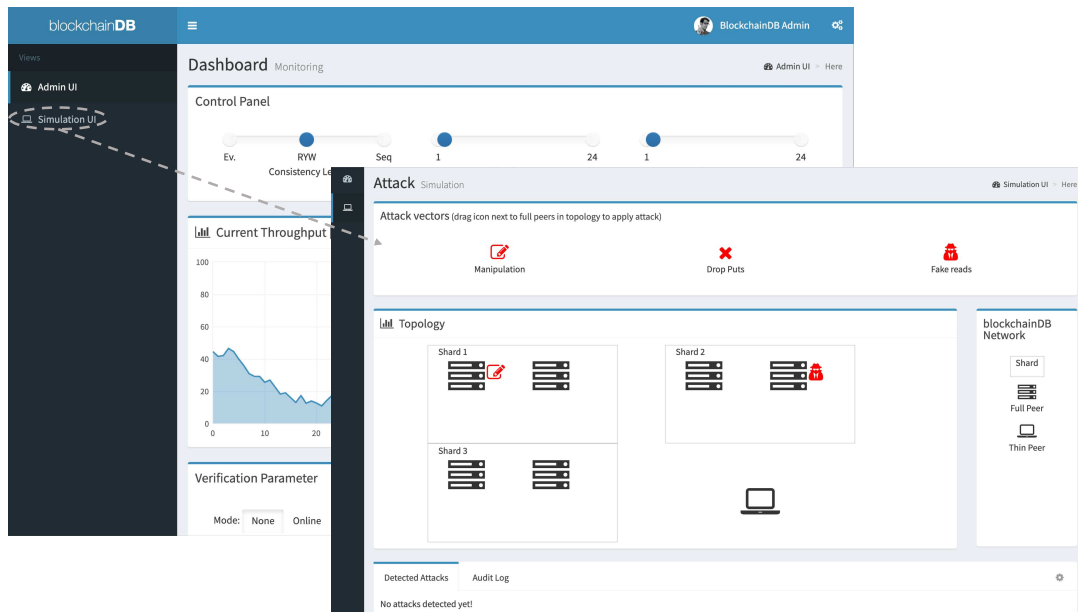 blockchainDB
BlockchainDB Admin
Views
Admin UI
Simulation UI
Dashboard Monitoring
Admin UI > Here
Control Panel
Ev. RYW Seq 1 24 1 24
Consistency Le
Current Throughput
100
80
60
40
20
0
0 10 20
Verification Parameter
Mode: None Online
Attack Simulation
Simulation UI > Here
Attack vectors (drag icon next to full peers in topology to apply attack)
Manipulation Drop Puts Fake reads
Topology
Shard 1 Shard 2
Shard 3
blockchainDB
Network
Shard
Full Peer
Thin Peer
Detected Attacks Audit Log
No attacks detected yet!